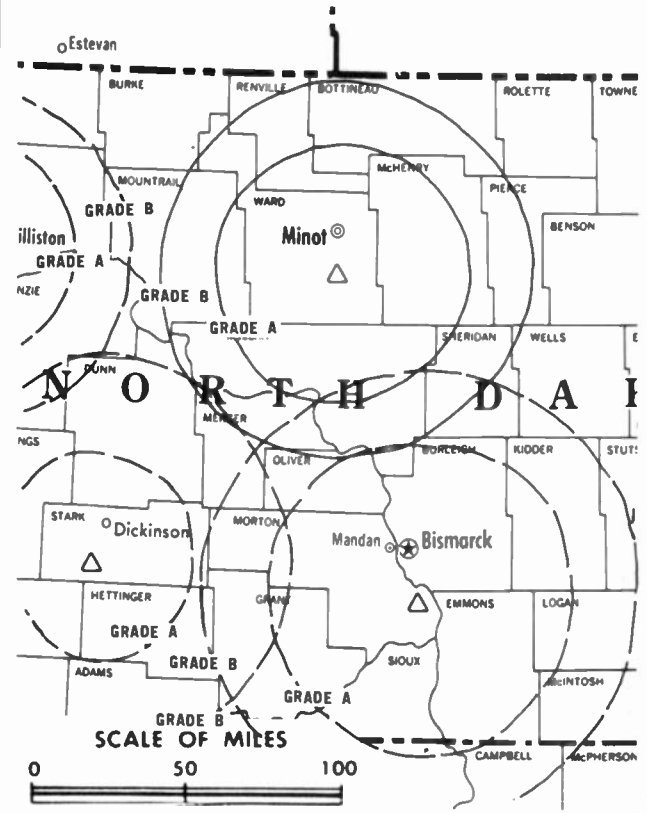 Estevan
BURKE
RENVILLE
BOTTINEAU
ROLETTE
TOWNE
McHENRY
MOUNTRAIL
PIERCE
WARD
GRADE B
BENSON
Minot
illiston
GRADE A
NZIE
GRADE B
GRADE A
SHERIDAN
WELLS
DUNN
N O R T H D A
MERCER
NGS
BURLEIGH
KIDDER
STUTS
OLIVER
STARK
Dickinson
MORTON
Mandan
Bismarck
HETTINGER
GRANT
EMMONS
LOGAN
GRADE A
GRADE B
SIOUX
ADAMS
McINTOSH
GRADE A
GRADE B
SCALE OF MILES
CAMPBELL
McPHERSON
0 50 100